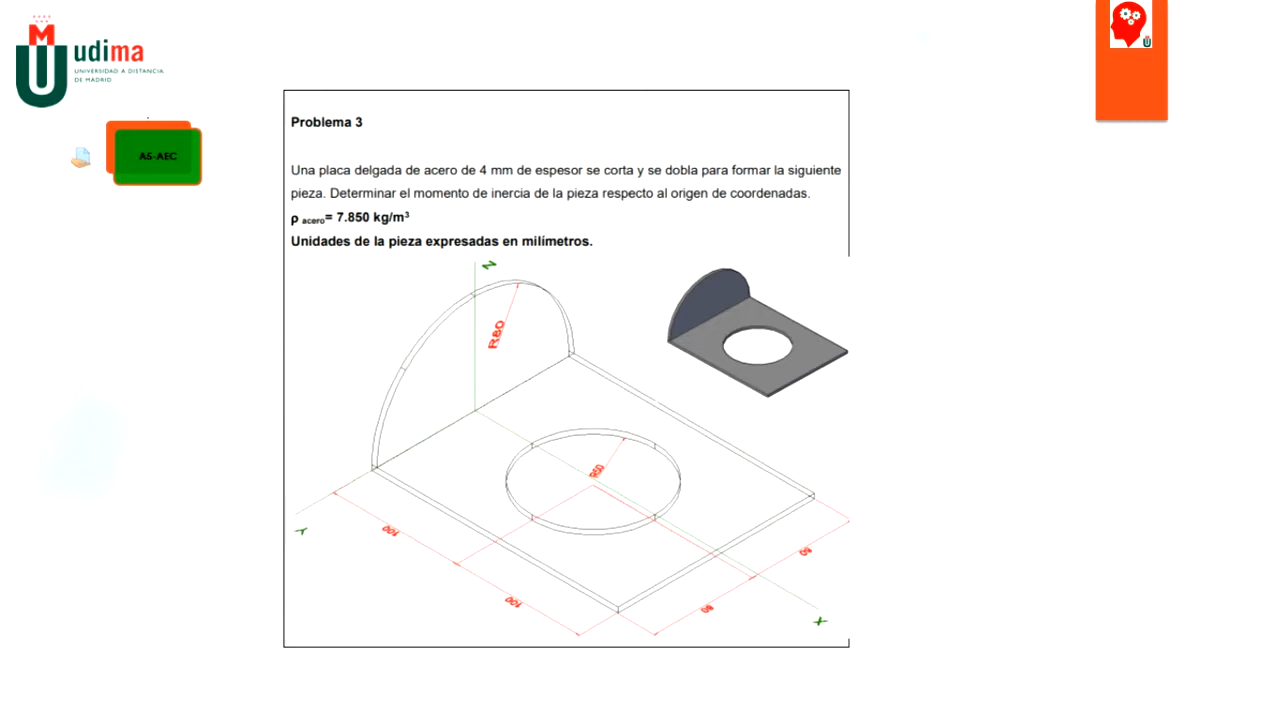 M
udima
UNIVERSIDAD A DISTANCIA
DE MADRID
AS-AEC
Problema 3
Una placa delgada de acero de 4 mm de espesor se corta y se dobla para formar la siguiente
pieza. Determinar el momento de inercia de la pieza respecto al origen de coordenadas.
ρ acero= 7.850 kg/m³
Unidades de la pieza expresadas en milímetros.
Z
R80
R50
Y
100
100
80
80
X